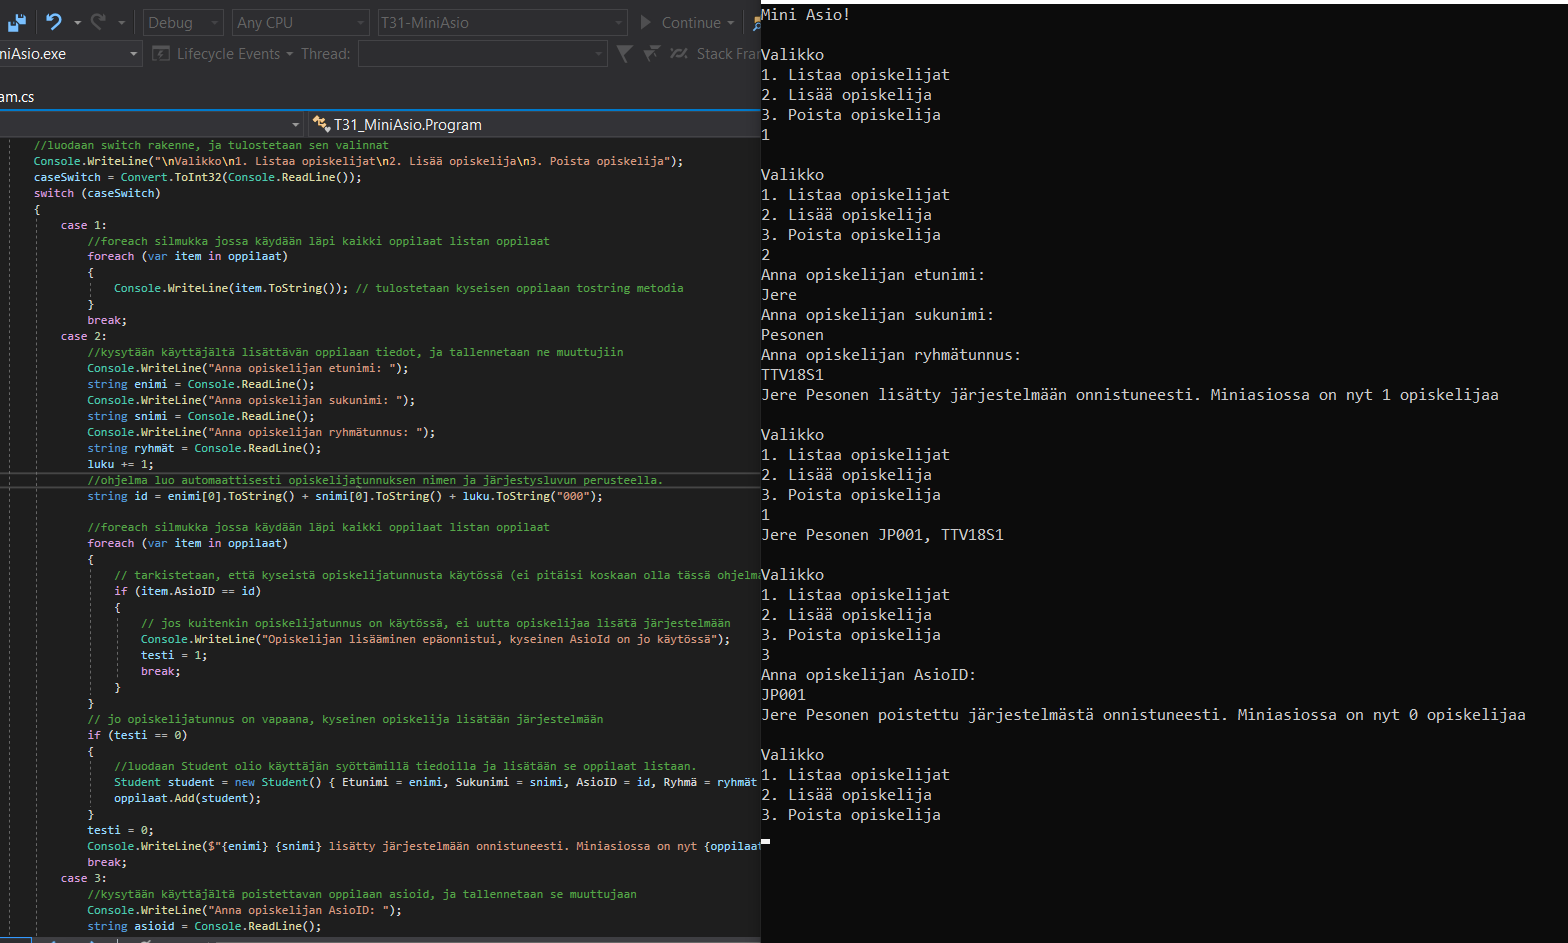 Debug Any CPU T31-MiniAsio Continue
niAsio.exe Lifecycle Events Thread: Stack Fra
am.cs
T31_MiniAsio.Program
//luodaan switch rakenne, ja tulostetaan sen valinnat
Console.WriteLine("\nValikko\n1. Listaa opiskelijat\n2. Lisää opiskelija\n3. Poista opiskelija");
caseSwitch = Convert.ToInt32(Console.ReadLine());
switch (caseSwitch)
{
case 1:
//foreach silmukka jossa käydään läpi kaikki oppilaat listan oppilaat
foreach (var item in oppilaat)
{
Console.WriteLine(item.ToString()); // tulostetaan kyseisen oppilaan tostring metodia
}
break;
case 2:
//kysytään käyttäjältä lisättävän oppilaan tiedot, ja tallennetaan ne muuttujiin
Console.WriteLine("Anna opiskelijan etunimi: ");
string enimi = Console.ReadLine();
Console.WriteLine("Anna opiskelijan sukunimi: ");
string snimi = Console.ReadLine();
Console.WriteLine("Anna opiskelijan ryhmätunnus: ");
string ryhmät = Console.ReadLine();
luku += 1;
//ohjelma luo automaattisesti opiskelijatunnuksen nimen ja järjestysluvun perusteella.
string id = enimi[0].ToString() + snimi[0].ToString() + luku.ToString("000");
//foreach silmukka jossa käydään läpi kaikki oppilaat listan oppilaat
foreach (var item in oppilaat)
{
// tarkistetaan, että kyseistä opiskelijatunnusta käytössä (ei pitäisi koskaan olla tässä ohjelma
if (item.AsioID == id)
{
// jos kuitenkin opiskelijatunnus on käytössä, ei uutta opiskelijaa lisätä järjestelmään
Console.WriteLine("Opiskelijan lisääminen epäonnistui, kyseinen AsioId on jo käytössä");
testi = 1;
break;
}
}
// jo opiskelijatunnus on vapaana, kyseinen opiskelija lisätään järjestelmään
if (testi == 0)
{
//luodaan Student olio käyttäjän syöttämillä tiedoilla ja lisätään se oppilaat listaan.
Student student = new Student() { Etunimi = enimi, Sukunimi = snimi, AsioID = id, Ryhmä = ryhmät
oppilaat.Add(student);
}
testi = 0;
Console.WriteLine($"{enimi} {snimi} lisätty järjestelmään onnistuneesti. Miniasiossa on nyt {oppilaat
break;
case 3:
//kysytään käyttäjältä poistettavan oppilaan asioid, ja tallennetaan se muuttujaan
Console.WriteLine("Anna opiskelijan AsioID: ");
string asioid = Console.ReadLine();
Mini Asio!
Valikko
1. Listaa opiskelijat
2. Lisää opiskelija
3. Poista opiskelija
1
Valikko
1. Listaa opiskelijat
2. Lisää opiskelija
3. Poista opiskelija
2
Anna opiskelijan etunimi:
Jere
Anna opiskelijan sukunimi:
Pesonen
Anna opiskelijan ryhmätunnus:
TTV18S1
Jere Pesonen lisätty järjestelmään onnistuneesti. Miniasiossa on nyt 1 opiskelijaa
Valikko
1. Listaa opiskelijat
2. Lisää opiskelija
3. Poista opiskelija
1
Jere Pesonen JP001, TTV18S1
Valikko
1. Listaa opiskelijat
2. Lisää opiskelija
3. Poista opiskelija
3
Anna opiskelijan AsioID:
JP001
Jere Pesonen poistettu järjestelmästä onnistuneesti. Miniasiossa on nyt 0 opiskelijaa
Valikko
1. Listaa opiskelijat
2. Lisää opiskelija
3. Poista opiskelija